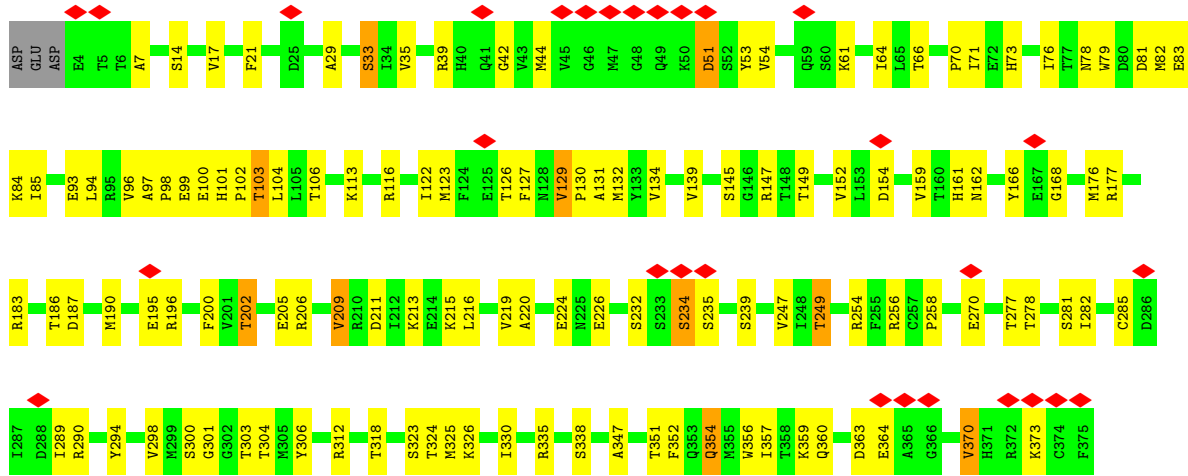 ASP GLU ASP E4 T5 T6 A7 S14 V17 F21 D25 A29 S33 I34 V35 R39 H40 Q41 G42 V43 M44 V45 G46 M47 G48 Q49 K50 D51 S52 Y53 V54 Q59 S60 K61 I64 L65 T66 P70 I71 E72 H73 I76 T77 N78 W79 D80 D81 M82 E83
K84 I85 E93 L94 R95 V96 A97 P98 E99 E100 H101 P102 T103 L104 L105 T106 K113 R116 I122 M123 F124 E125 T126 F127 N128 V129 P130 A131 M132 Y133 V134 V139 S145 G146 R147 T148 T149 V152 L153 D154 V159 T160 H161 N162 Y166 E167 G168 M176 R177
R183 T186 D187 M190 E195 R196 F200 V201 T202 E205 R206 V209 R210 D211 I212 K213 E214 K215 L216 V219 A220 E224 N225 E226 S232 S233 S234 S235 S239 V247 I248 T249 R254 F255 R256 C257 P258 E270 T277 T278 S281 I282 C285 D286
I287 D288 I289 R290 Y294 V298 M299 S300 G301 G302 T303 T304 M305 Y306 R312 T318 S323 T324 M325 K326 I330 R335 S338 A347 T351 F352 Q353 Q354 M355 W356 I357 T358 K359 Q360 D363 E364 A365 G366 V370 H371 R372 K373 C374 F375